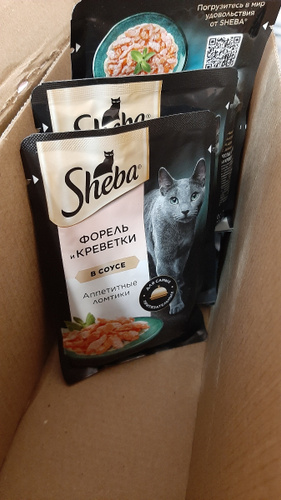 Погрузитесь в мир
удовольствия
от SHEBA®
Sheba®
Sheba®
ФОРЕЛЬ
и КРЕВЕТКИ
В СОУСЕ
Аппетитные
ломтики